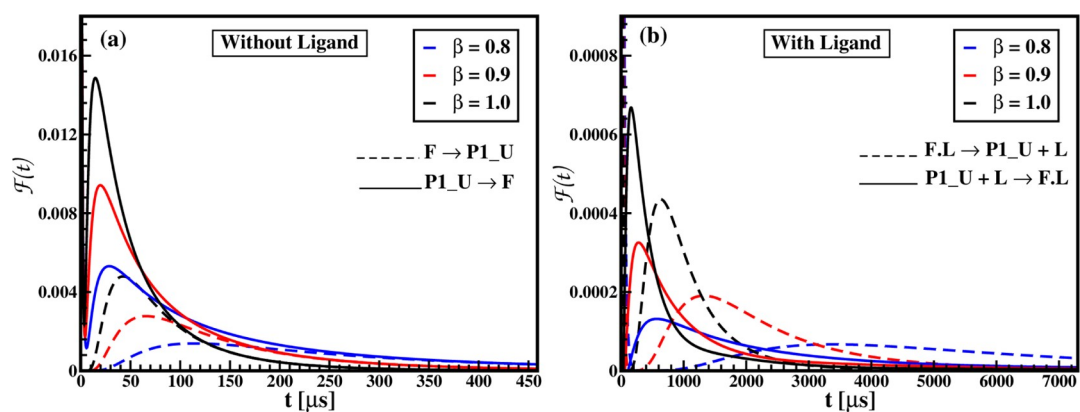 (a)
Without Ligand
β = 0.8
β = 0.9
β = 1.0
F → P1_U
P1_U → F
0.016
0.012
0.008
0.004
0
ℱ(t)
0 50 100 150 200 250 300 350 400 450
t [μs]
(b)
With Ligand
β = 0.8
β = 0.9
β = 1.0
F.L → P1_U + L
P1_U + L → F.L
0.0008
0.0006
0.0004
0.0002
0
ℱ(t)
0 1000 2000 3000 4000 5000 6000 7000
t [μs]